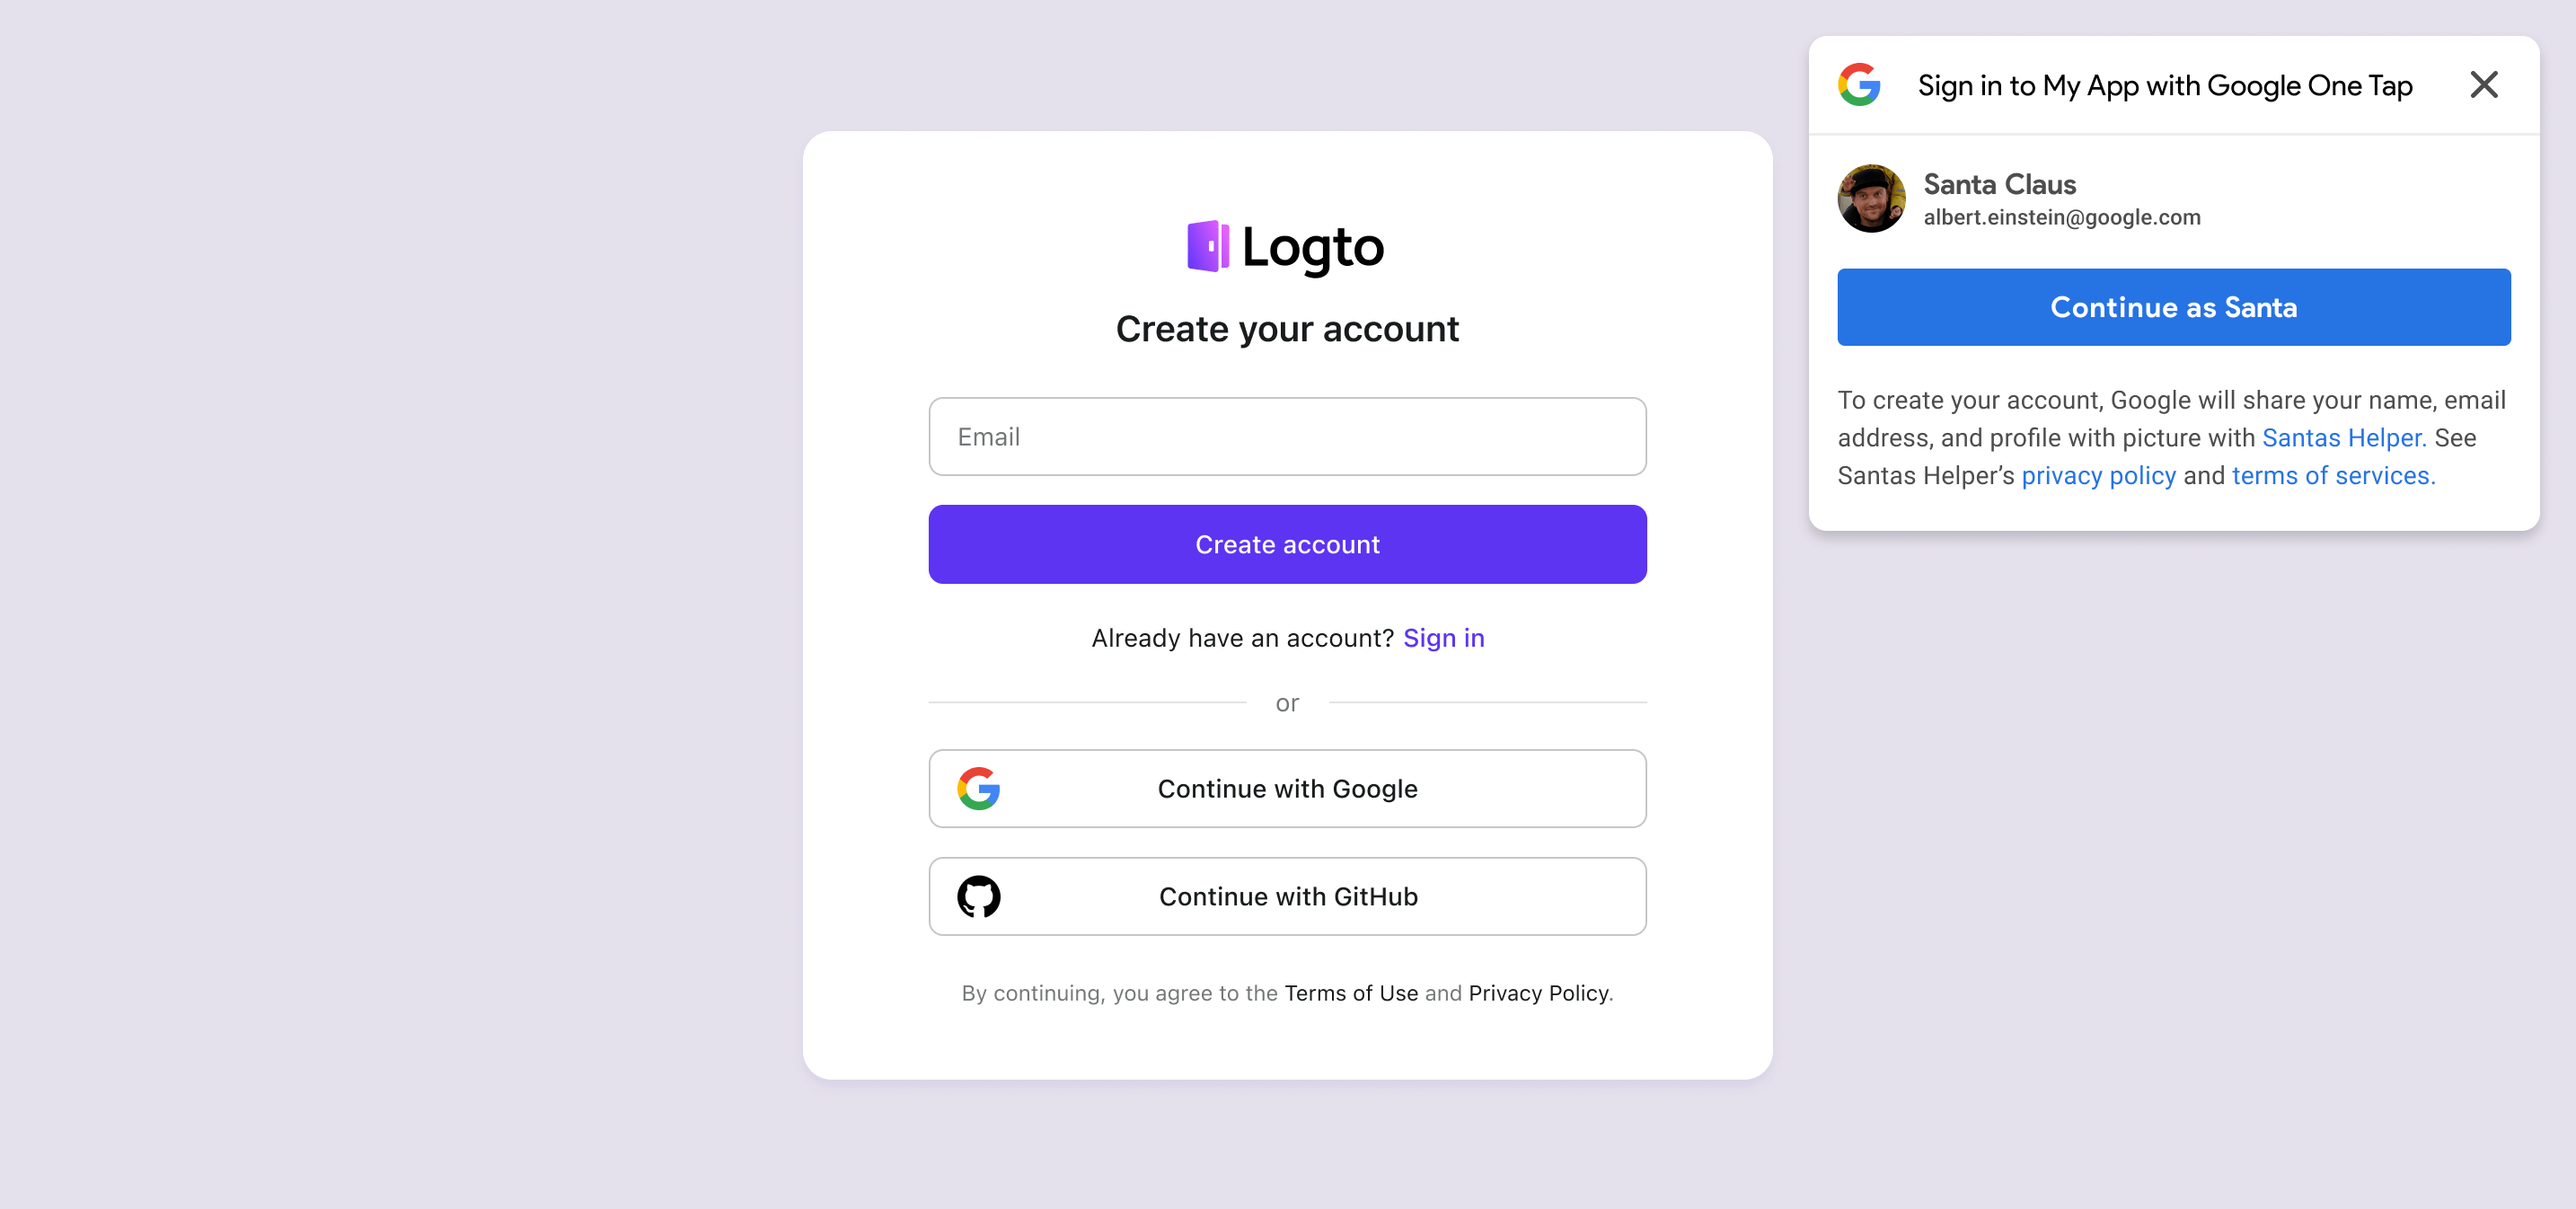 Logto
Create your account
Email
Create account
Already have an account? Sign in
or
Continue with Google
Continue with GitHub
By continuing, you agree to the Terms of Use and Privacy Policy.
Sign in to My App with Google One Tap
Santa Claus
albert.einstein@google.com
Continue as Santa
To create your account, Google will share your name, email
address, and profile with picture with Santas Helper. See
Santas Helper’s privacy policy and terms of services.